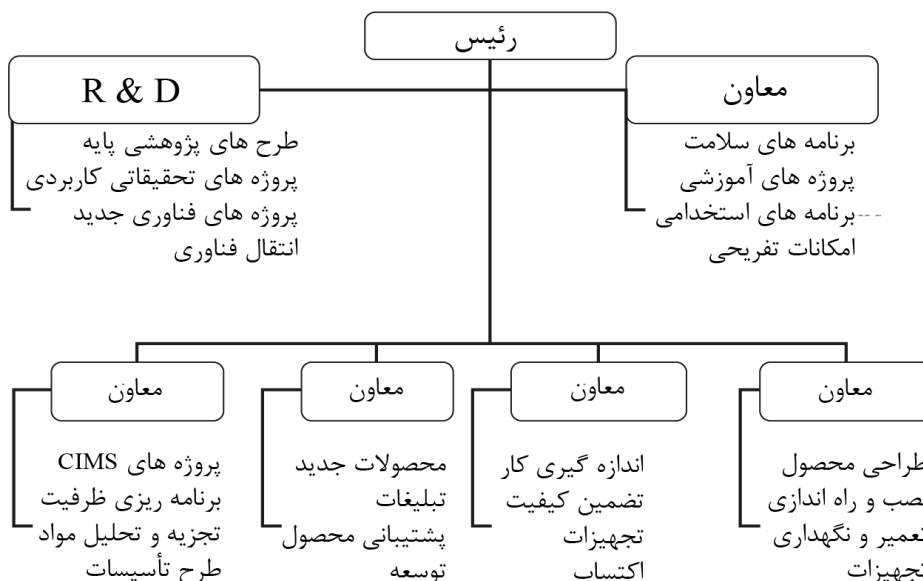 رئیس
معاون
برنامه های سلامت
پروژه های آموزشی
برنامه های استخدامی
امکانات تفریحی
R & D
طرح های پژوهشی پایه
پروژه های تحقیقاتی کاربردی
پروژه های فناوری جدید
انتقال فناوری
معاون
طراحی محصول
نصب و راه اندازی
تعمیر و نگهداری
تجهیزات
معاون
اندازه گیری کار
تضمین کیفیت
تجهیزات
اکتساب
معاون
محصولات جدید
تبلیغات
پشتیبانی محصول
توسعه
معاون
پروژه های CIMS
برنامه ریزی ظرفیت
تجزیه و تحلیل مواد
طرح تأسیسات